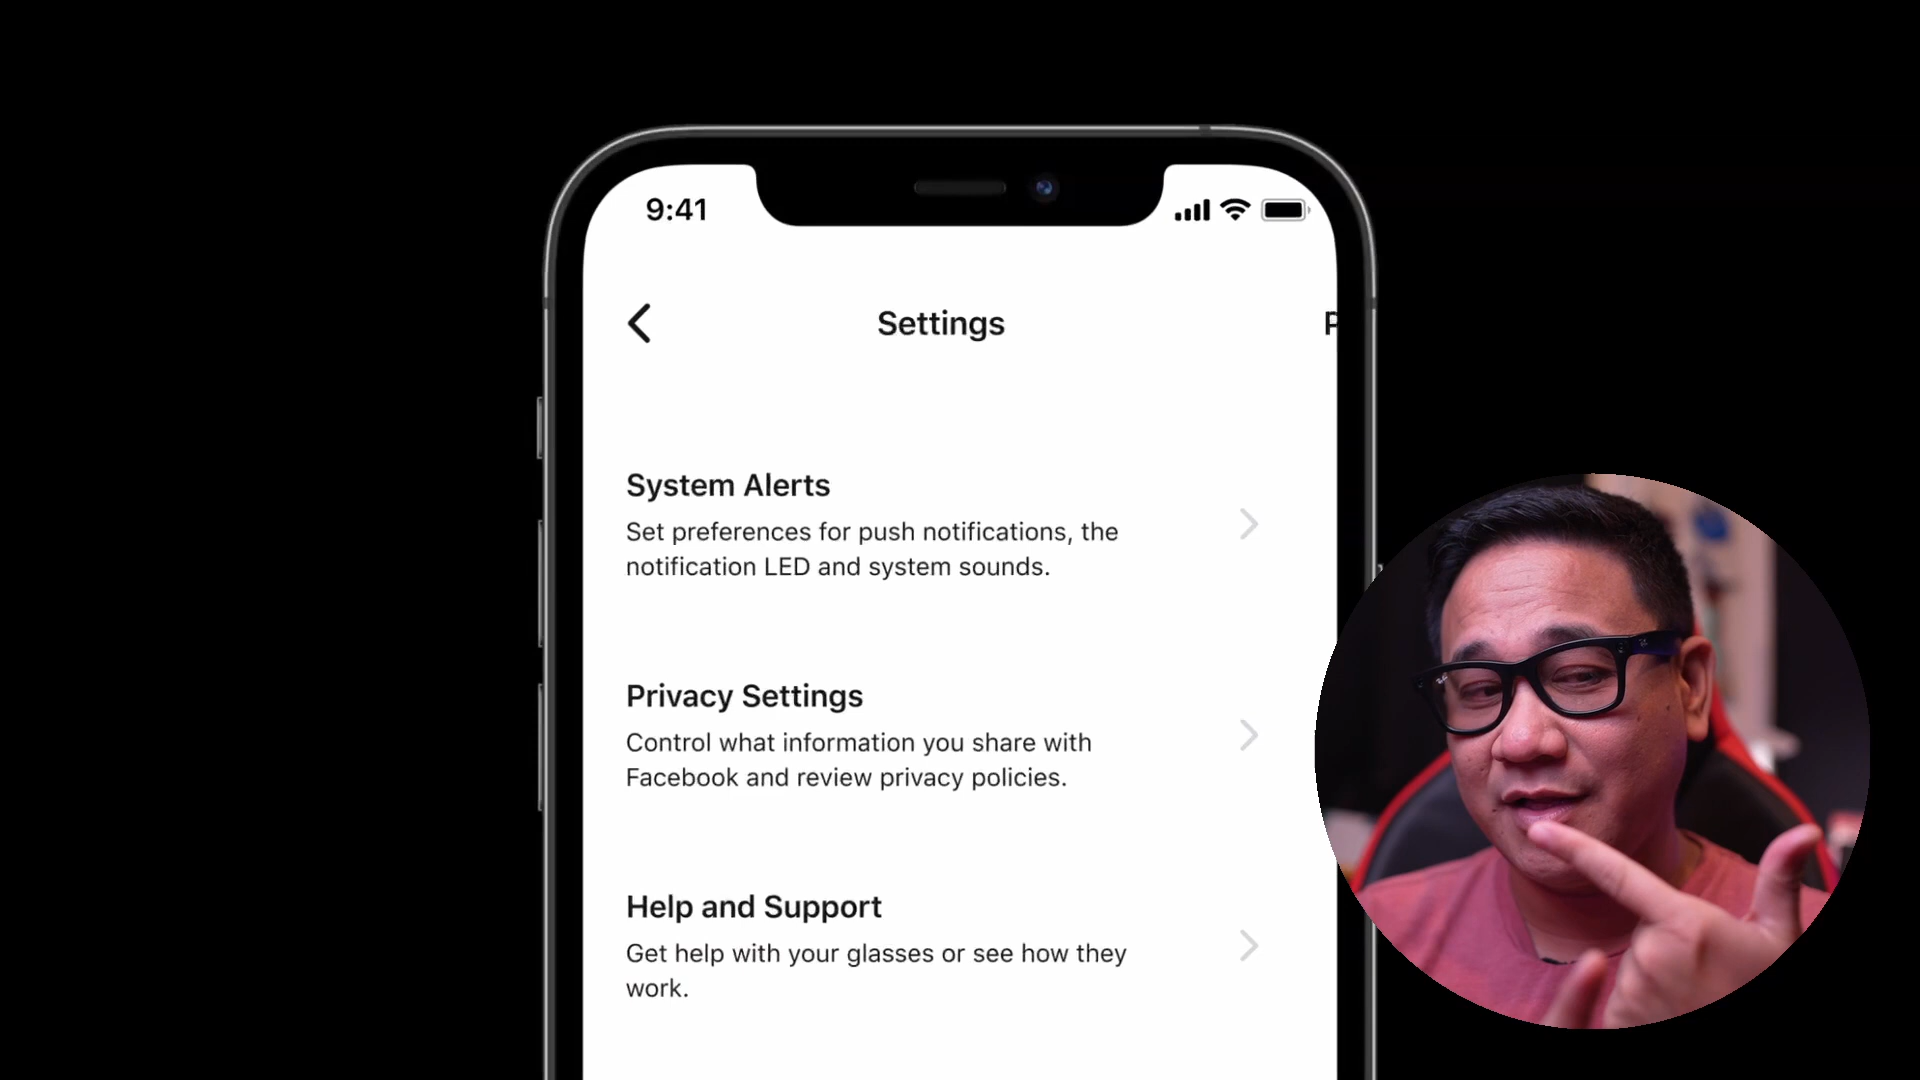 9:41
Settings
P
System Alerts
Set preferences for push notifications, the
notification LED and system sounds.
Privacy Settings
Control what information you share with
Facebook and review privacy policies.
Help and Support
Get help with your glasses or see how they
work.